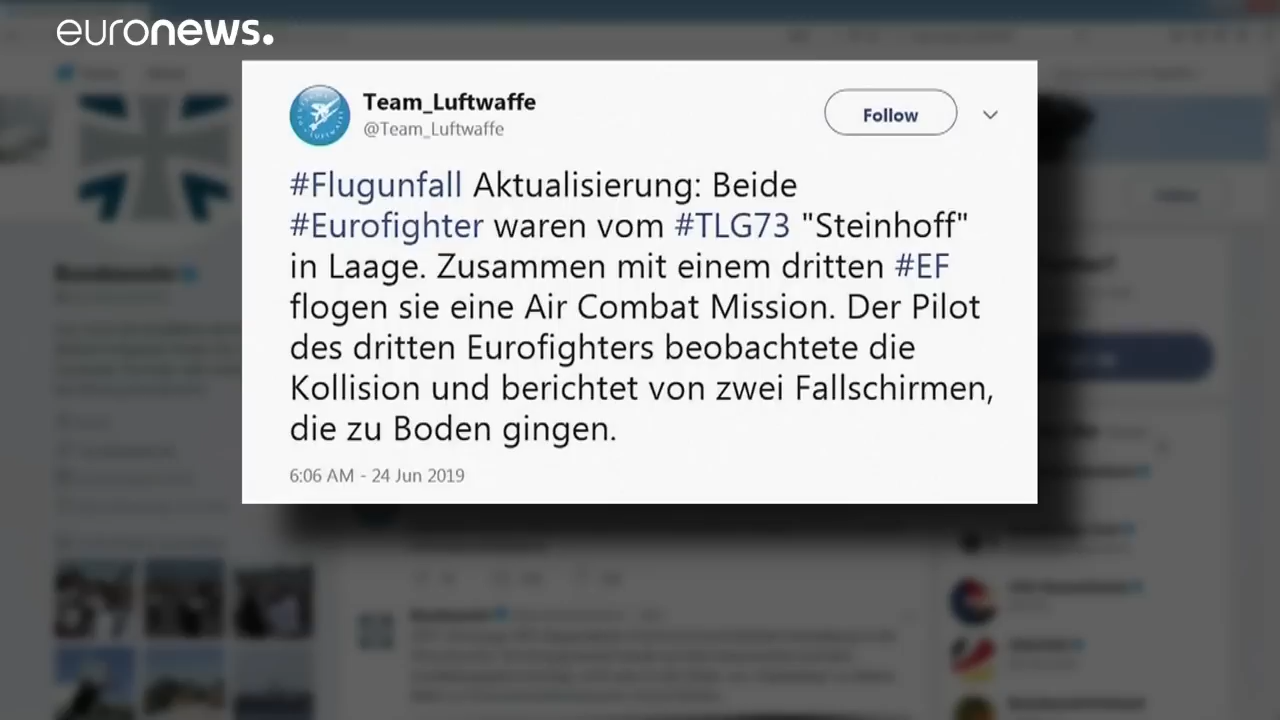 euronews.
Team_Luftwaffe
@Team_Luftwaffe
Follow
#Flugunfall Aktualisierung: Beide
#Eurofighter waren vom #TLG73 "Steinhoff"
in Laage. Zusammen mit einem dritten #EF
flogen sie eine Air Combat Mission. Der Pilot
des dritten Eurofighters beobachtete die
Kollision und berichtet von zwei Fallschirmen,
die zu Boden gingen.
6:06 AM - 24 Jun 2019